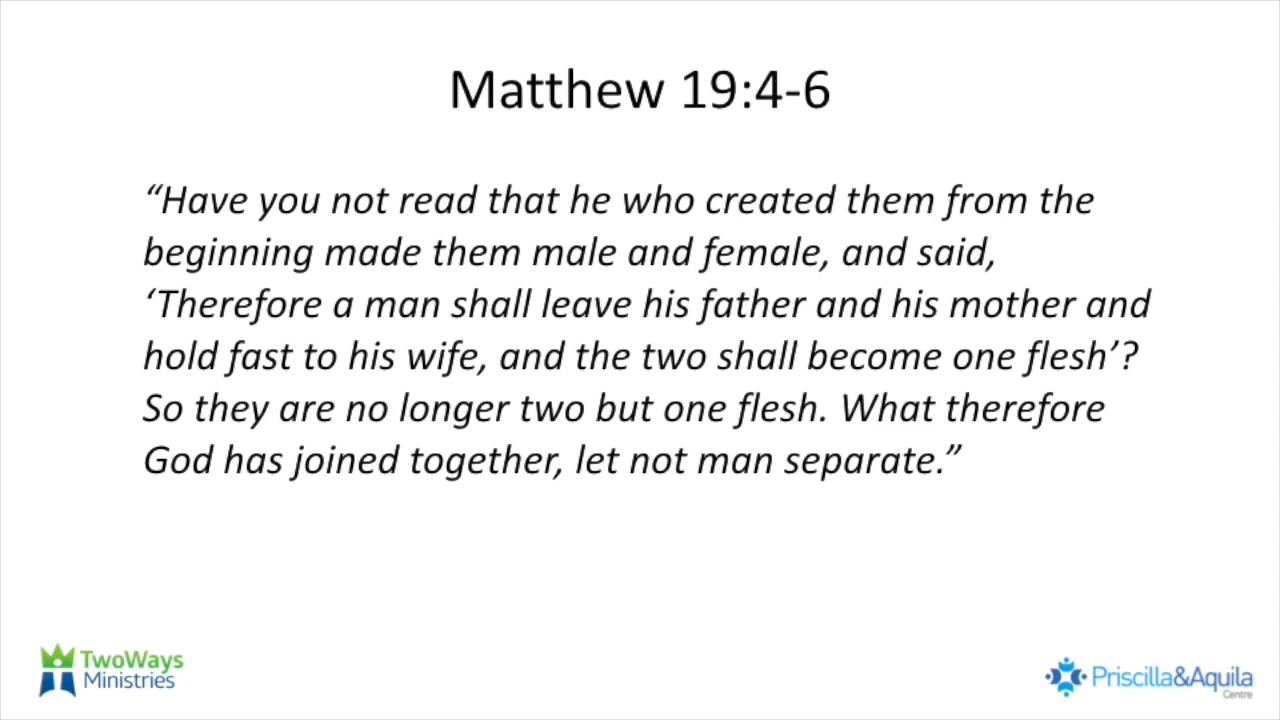 Matthew 19:4-6
“Have you not read that he who created them from the
beginning made them male and female, and said,
‘Therefore a man shall leave his father and his mother and
hold fast to his wife, and the two shall become one flesh’?
So they are no longer two but one flesh. What therefore
God has joined together, let not man separate.”
TwoWays
Ministries
Priscilla&Aquila
Centre